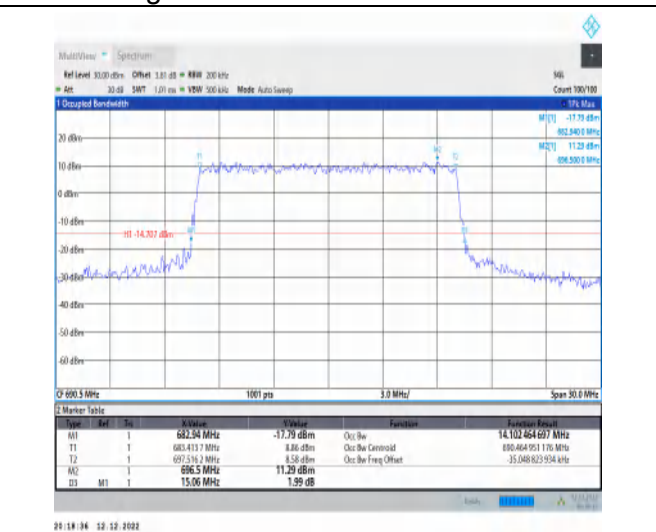 MultiView Spectrum
Ref Level 30.00 dBm Offset 3.81 dB RBW 200 kHz SGL
Att 30 dB SWT 1.01 ms VBW 500 kHz Mode Auto Sweep Count 100/100
1 Occupied Bandwidth 1Pk Max
M1[1] -17.79 dBm
682.9400 MHz
20 dBm
M2[1] 11.29 dBm
696.5000 MHz
M2
T1 T2
10 dBm
0 dBm
-10 dBm
H1 -14.707 dBm
-20 dBm
-30 dBm
-40 dBm
-50 dBm
-60 dBm
CF 690.5 MHz 1001 pts 3.0 MHz/ Span 30.0 MHz
2 Marker Table
Type Ref Trc X-Value Y-Value Function Function Result
M1 1 682.94 MHz -17.79 dBm Occ Bw 14.102 464 697 MHz
T1 1 683.413 7 MHz 8.86 dBm Occ Bw Centroid 690.464 951 176 MHz
T2 1 697.516 2 MHz 8.58 dBm Occ Bw Freq Offset -35.048 823 934 kHz
M2 1 696.5 MHz 11.29 dBm
D3 M1 1 15.06 MHz 1.99 dB
20:18:36 12.12.2022